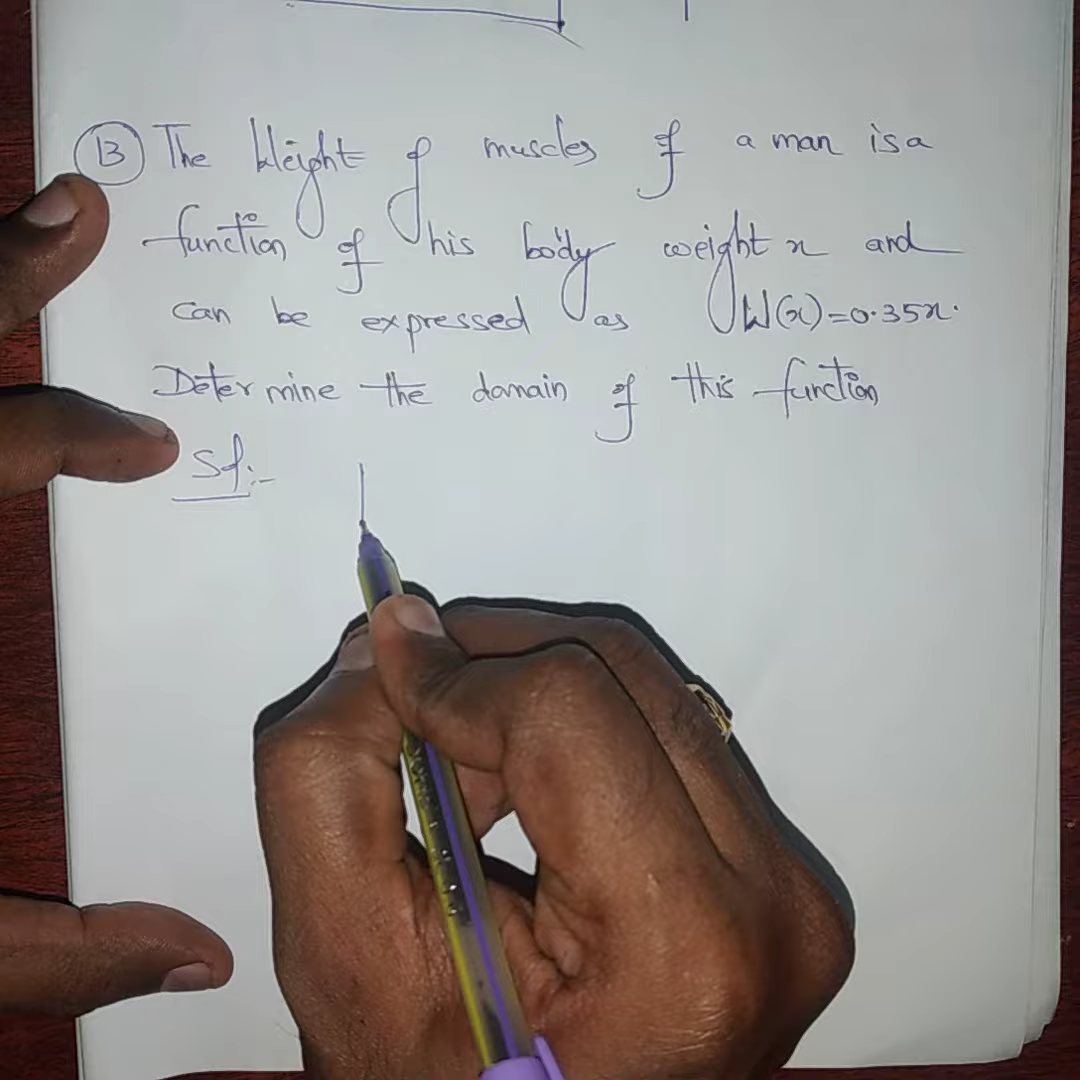 13 The Weight of muscles of a man is a
function of his body weight x and
can be expressed as W(x)=0.35x.
Determine the domain of this function
Sol:-